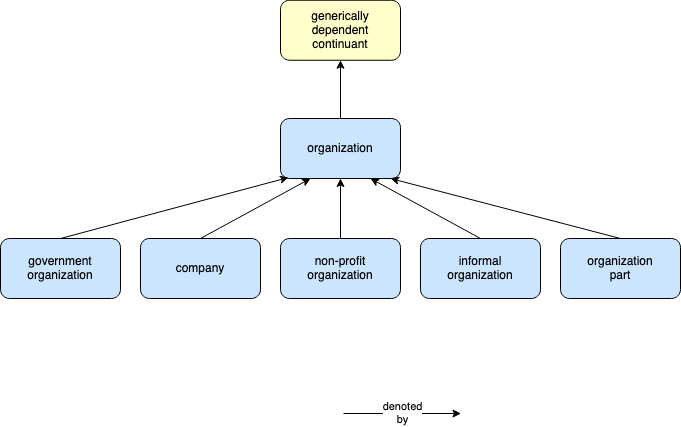 generically
dependent
continuant
organization
government
organization
company
non-profit
organization
informal
organization
organization
part
denoted
by